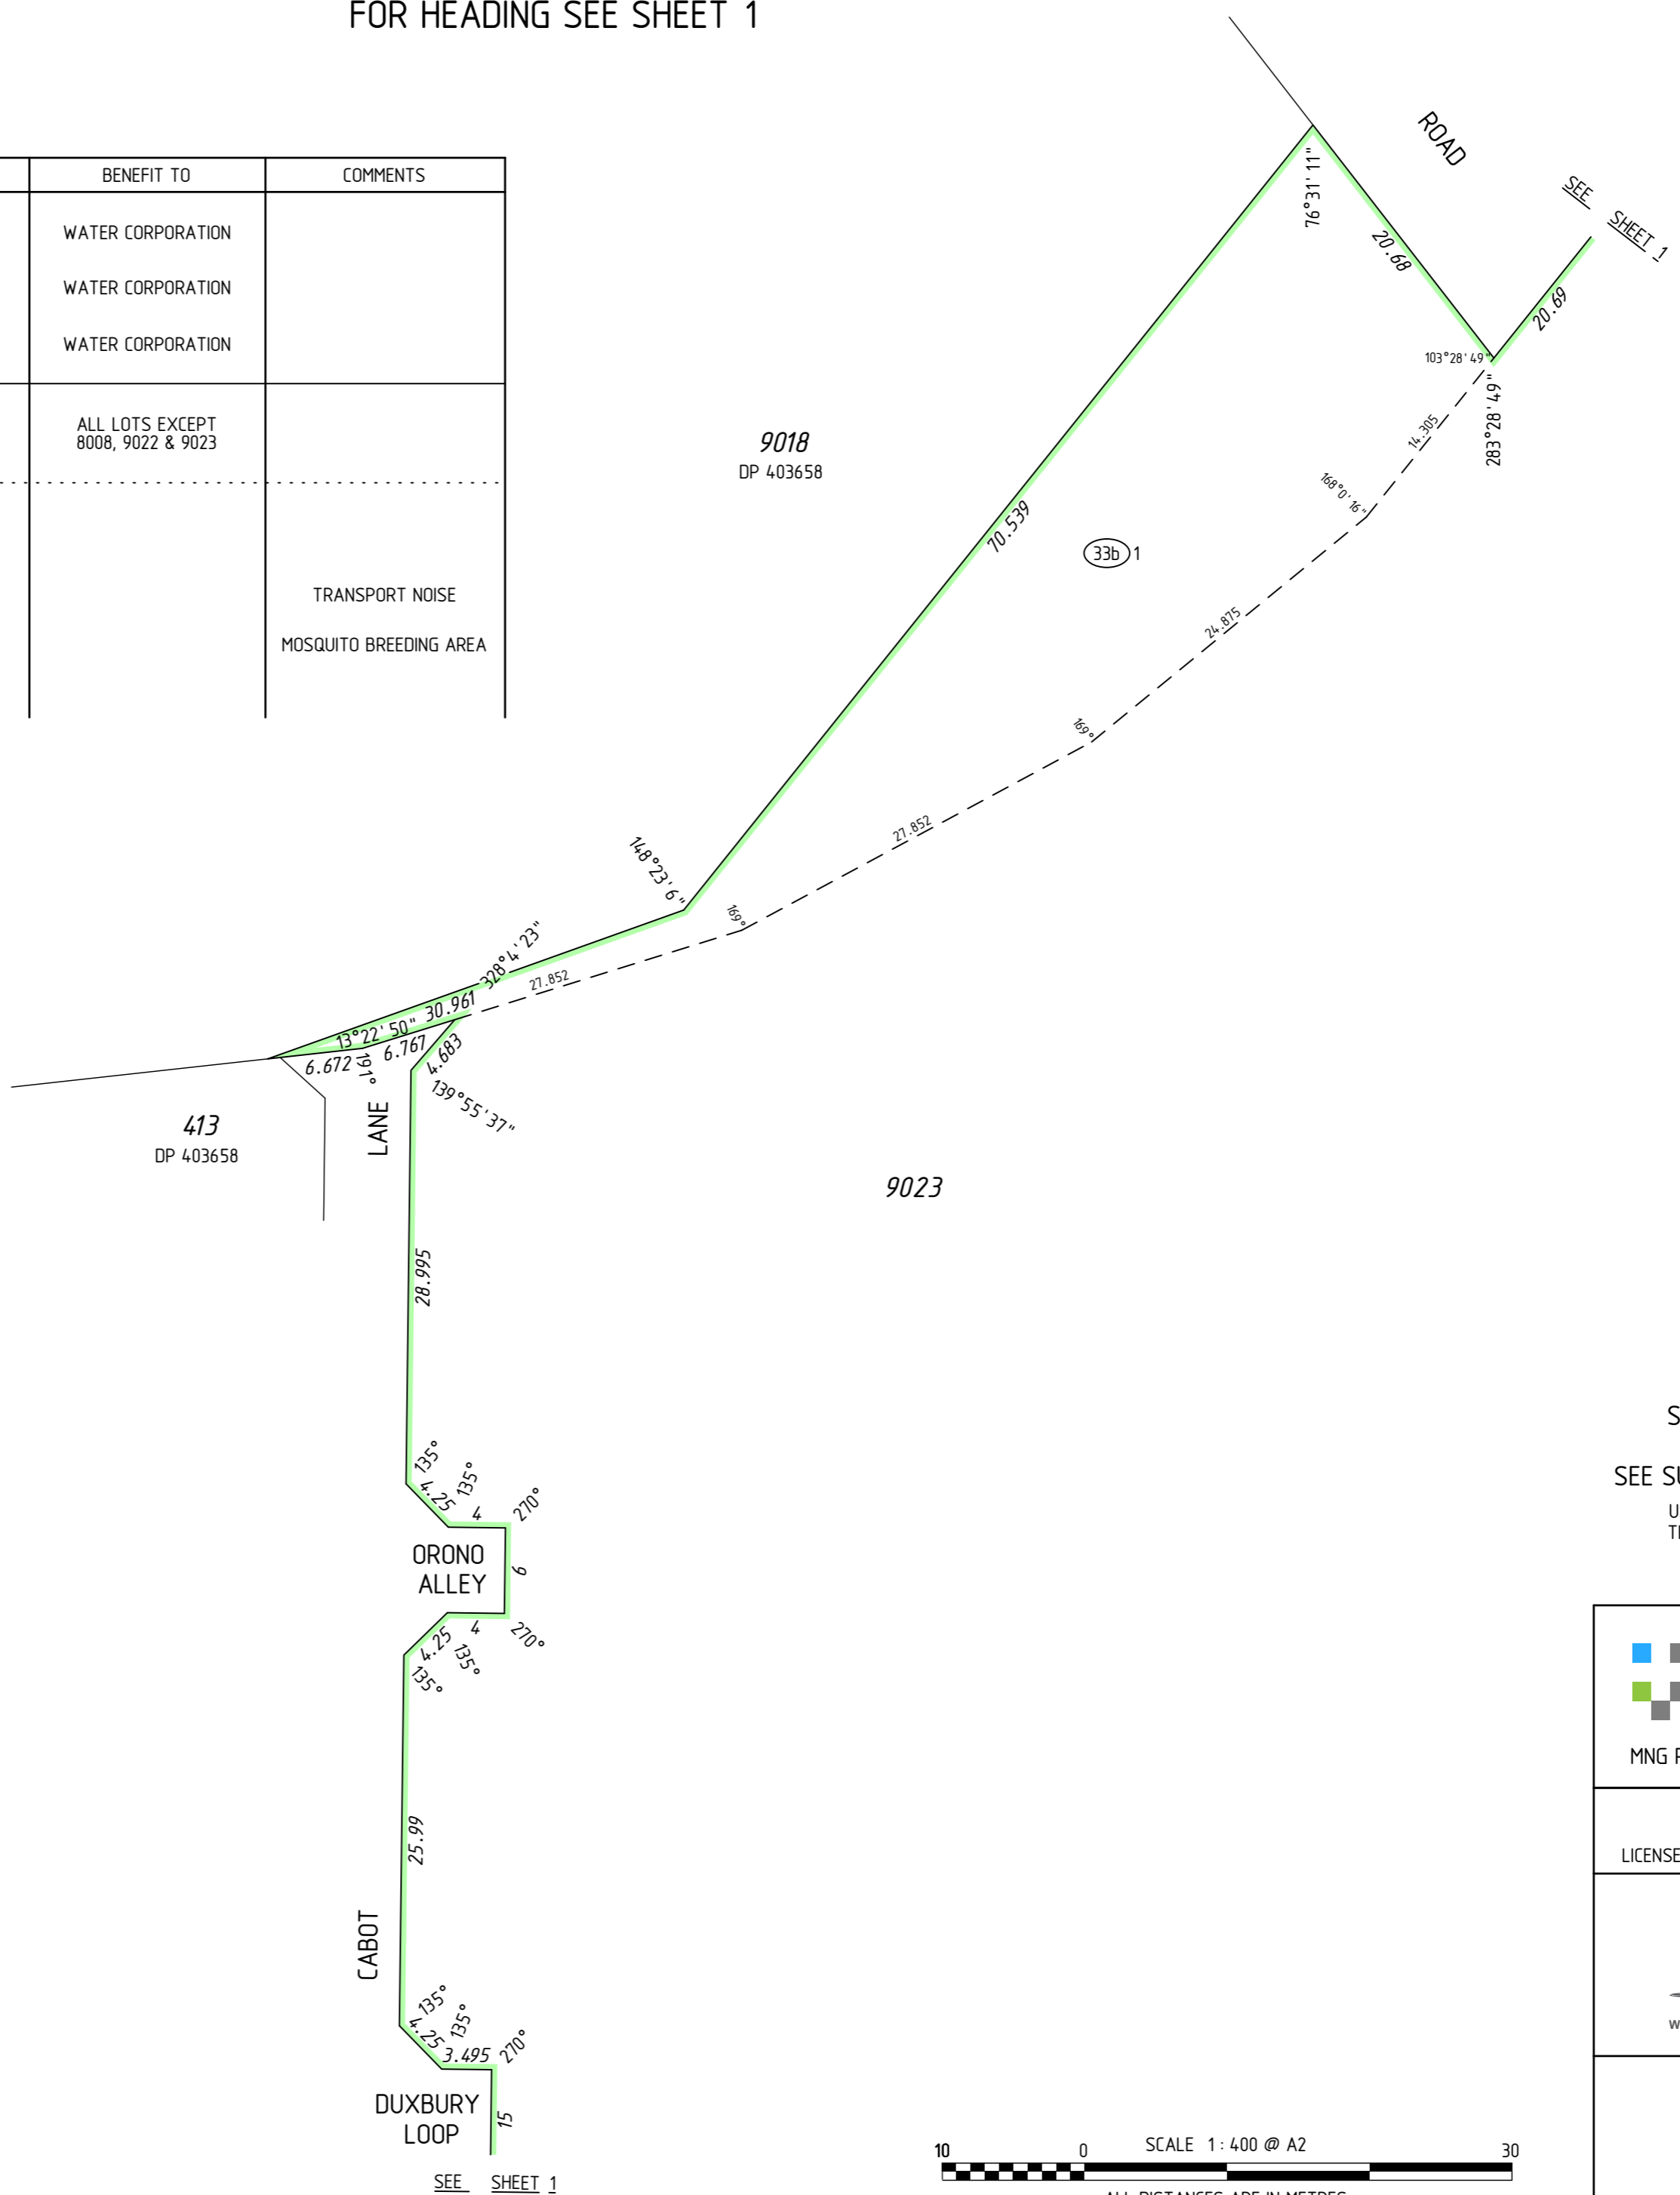 FOR HEADING SEE SHEET 1
BENEFIT TO
COMMENTS
WATER CORPORATION
WATER CORPORATION
WATER CORPORATION
ALL LOTS EXCEPT
8008, 9022 & 9023
TRANSPORT NOISE
MOSQUITO BREEDING AREA
ROAD
SEE SHEET 1
76°31'11"
20.68
20.69
103°28'49"
283°28'49"
14.305
168°0'16"
9018
DP 403658
70.539
33b 1
24.875
169°
27.852
148°23'6"
169°
328°4'23"
27.852
30.961
13°22'50"
6.767
6.672
191°
4.683
139°55'37"
LANE
413
DP 403658
9023
28.995
135°
4.25
135°
4
270°
ORONO
ALLEY
6
4
270°
4.25
135°
135°
25.99
CABOT
135°
4.25
135°
3.495
270°
DUXBURY
LOOP
15
SEE SHEET 1
S
SEE SU
U
T
MNG
LICENSE
W
SCALE 1:400 @ A2
10 0 30
ALL DISTANCES ARE IN METRES